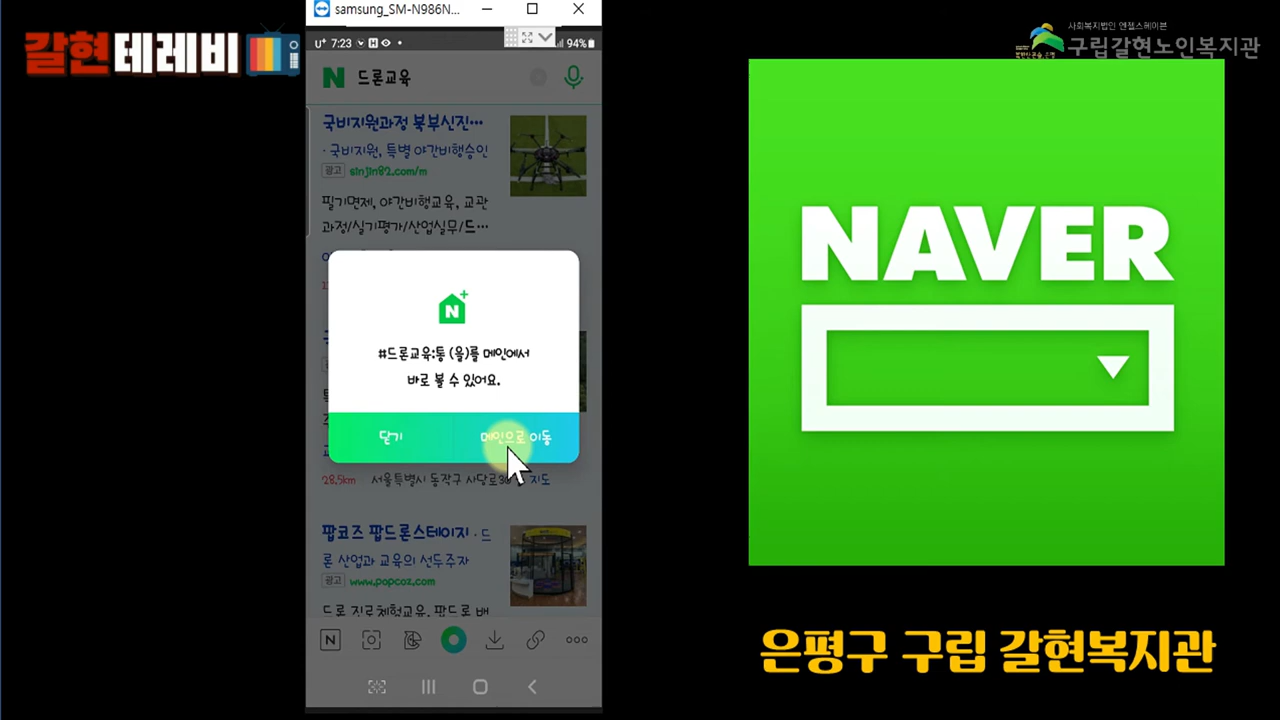 samsung_SM-N986N...
갈현테레비
사회복지법인 엔젤스헤이븐
구립갈현노인복지관
U+ 7:23
94%
N 드론교육
국비지원과정 북부신진···
· 국비지원, 특별 야간비행승인
광고 sinjin82.com/m
필기면제, 야간비행교육, 교관
과정/실기평가/산업실무/드···
N
#드론교육:통 (을)를 메인에서
바로 볼 수 있어요.
닫기 메인으로 이동
28.5km 서울특별시 동작구 사당로30 지도
팝코즈 팝드론스테이지 · 드
론 산업과 교육의 선두주자
광고 www.popcoz.com
드론 진로체험교육, 팝드론 배
N
NAVER
은평구 구립 갈현복지관